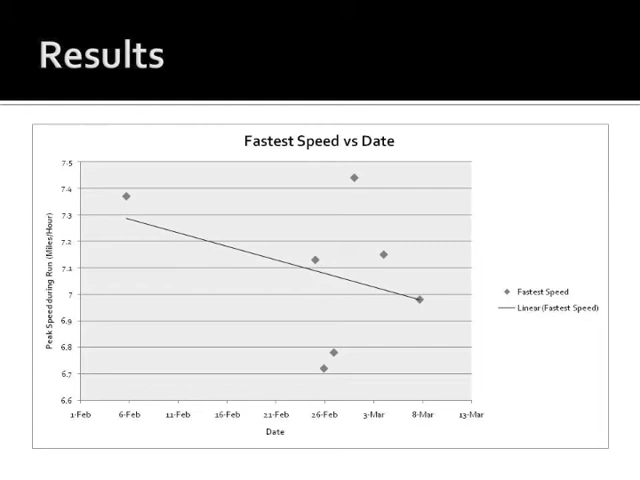 Results
Fastest Speed vs Date
7.5
7.4
7.3
7.2
7.1
7
6.9
6.8
6.7
6.6
Peak Speed during Run (Miles/Hour)
1-Feb 6-Feb 11-Feb 16-Feb 21-Feb 26-Feb 3-Mar 8-Mar 13-Mar
Date
Fastest Speed
Linear (Fastest Speed)